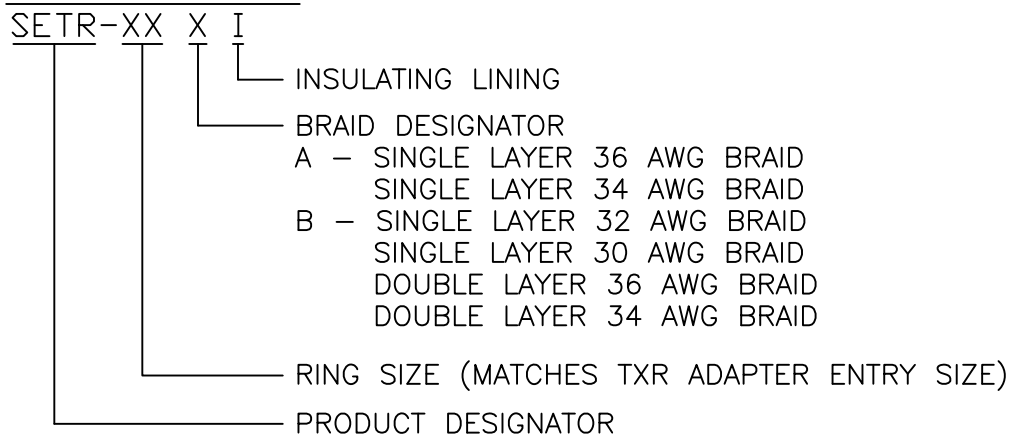 SETR-XX X I
INSULATING LINING
BRAID DESIGNATOR
A - SINGLE LAYER 36 AWG BRAID
SINGLE LAYER 34 AWG BRAID
B - SINGLE LAYER 32 AWG BRAID
SINGLE LAYER 30 AWG BRAID
DOUBLE LAYER 36 AWG BRAID
DOUBLE LAYER 34 AWG BRAID
RING SIZE (MATCHES TXR ADAPTER ENTRY SIZE)
PRODUCT DESIGNATOR